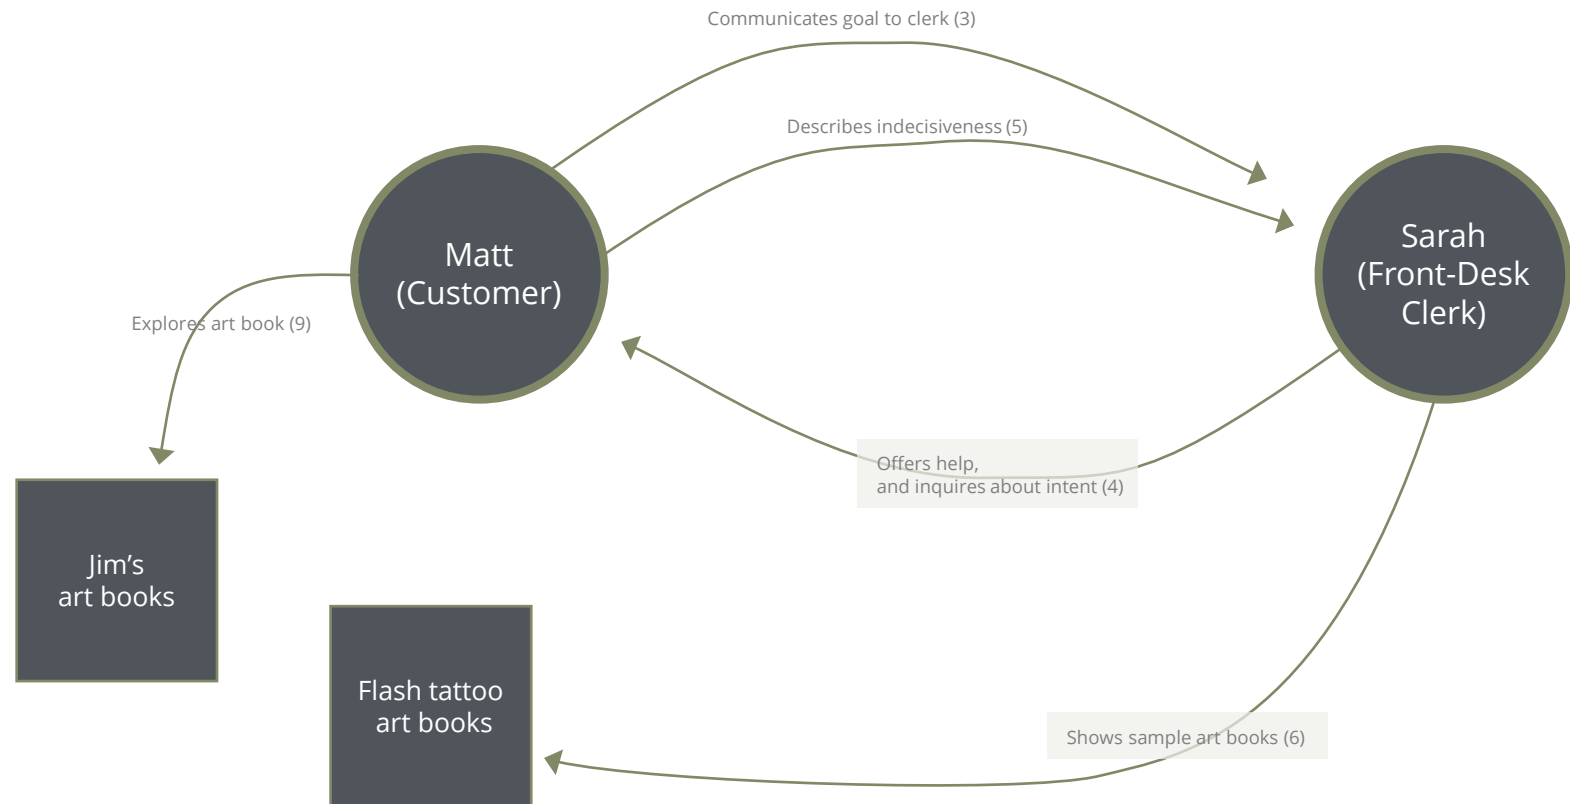 Communicates goal to clerk (3)
Describes indecisiveness (5)
Matt
(Customer)
Sarah
(Front-Desk
Clerk)
Explores art book (9)
Offers help,
and inquires about intent (4)
Jim’s
art books
Flash tattoo
art books
Shows sample art books (6)